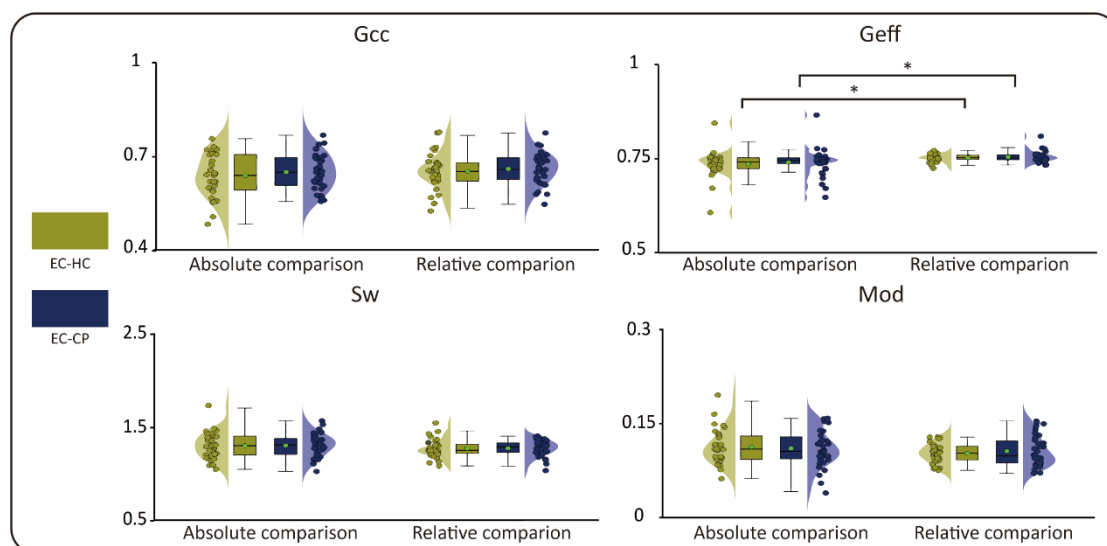 Gcc
1
0.7
0.4
Absolute comparison Relative comparion
Geff
* 
*
1
0.75
0.5
Absolute comparison Relative comparion
EC-HC
EC-CP
Sw
2.5
1.5
0.5
Absolute comparison Relative comparion
Mod
0.3
0.15
0
Absolute comparison Relative comparion